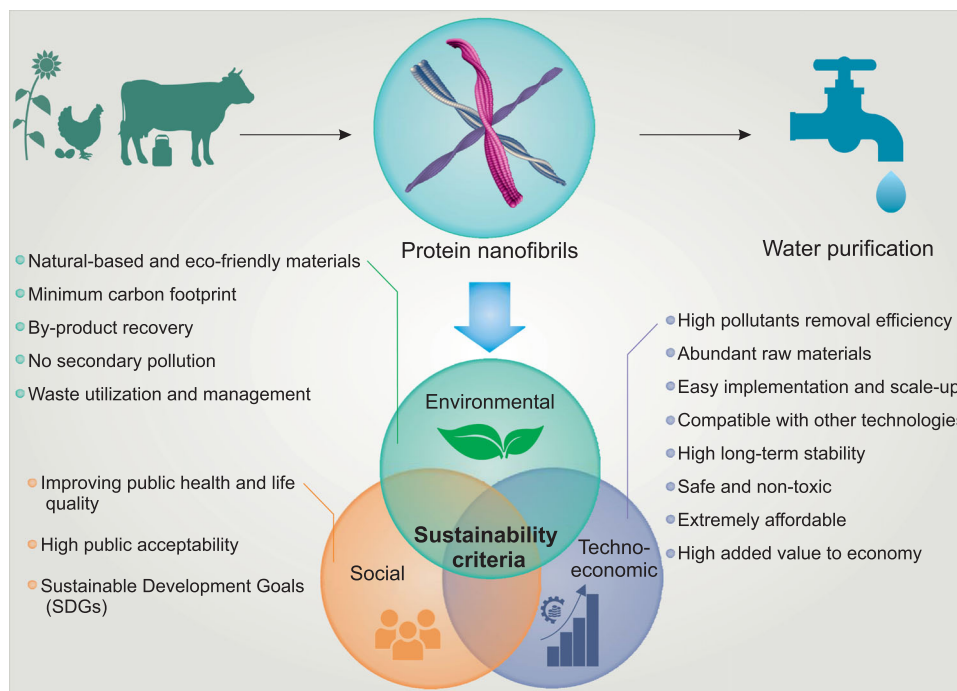 Protein nanofibrils
Water purification
Natural-based and eco-friendly materials
Minimum carbon footprint
By-product recovery
No secondary pollution
Waste utilization and management
High pollutants removal efficiency
Abundant raw materials
Easy implementation and scale-up
Compatible with other technologies
High long-term stability
Safe and non-toxic
Extremely affordable
High added value to economy
Improving public health and life
quality
High public acceptability
Sustainable Development Goals
(SDGs)
Environmental
Sustainability
criteria
Social
Techno-
economic